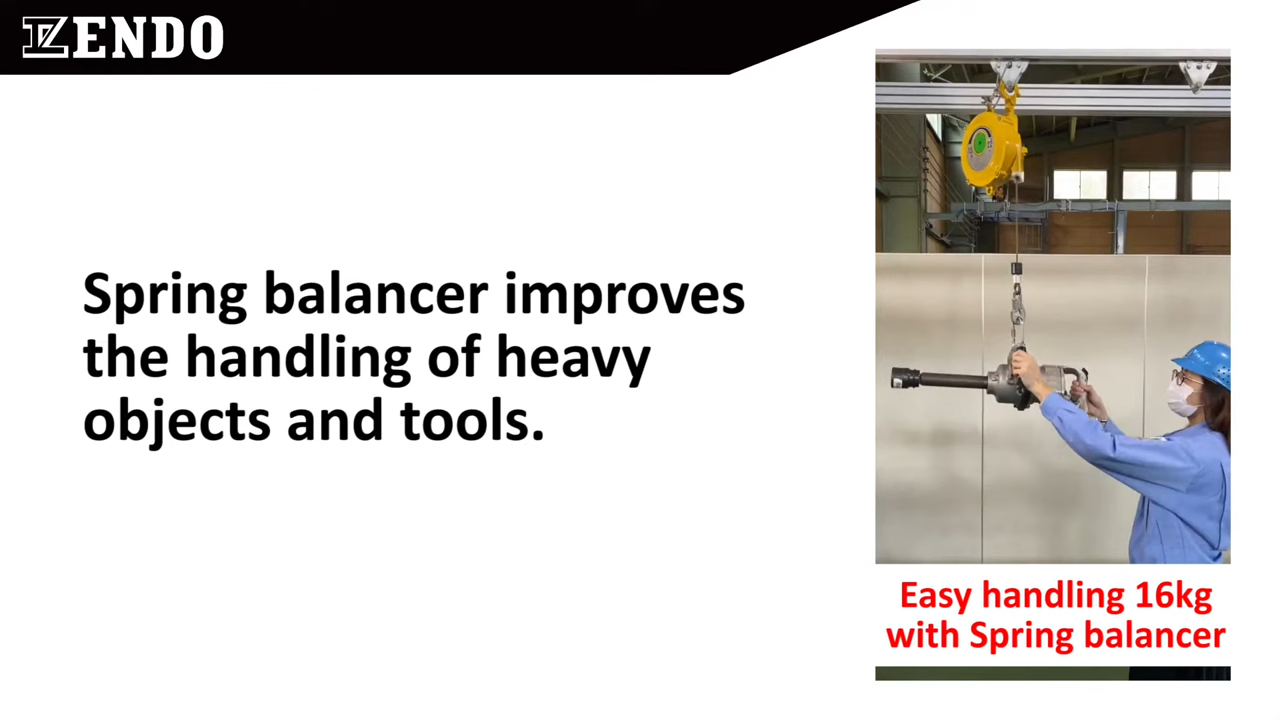 ENDO
Spring balancer improves
the handling of heavy
objects and tools.
Easy handling 16kg
with Spring balancer